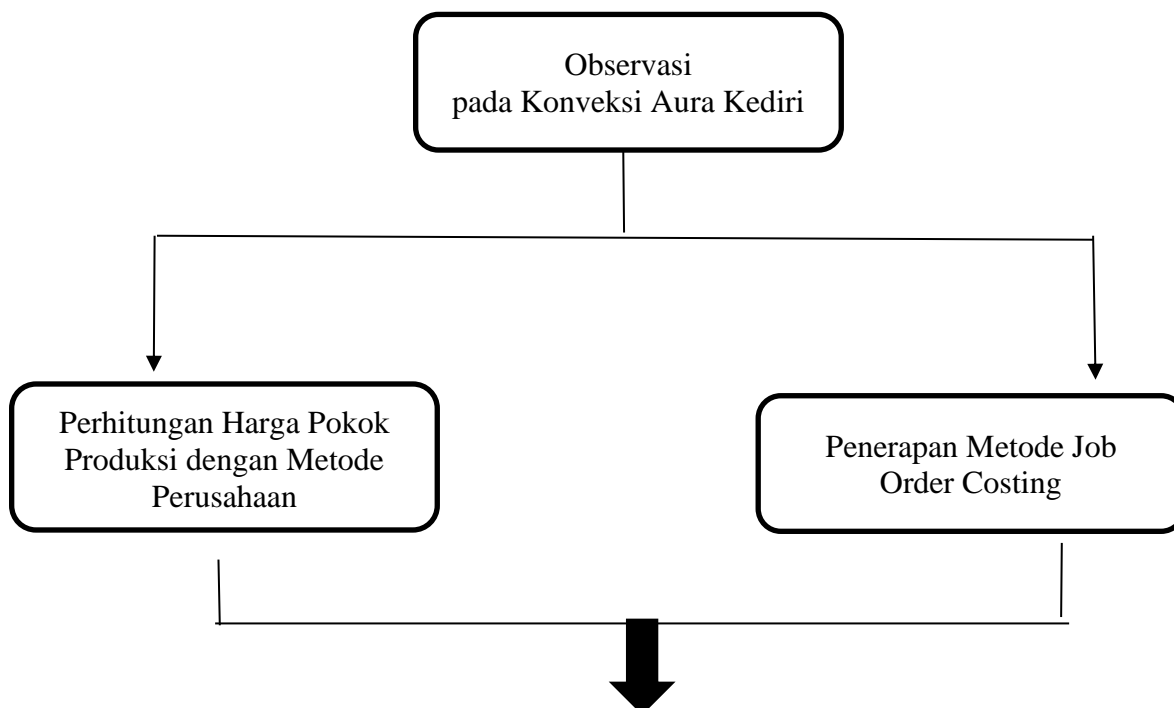 Observasi
pada Konveksi Aura Kediri
Perhitungan Harga Pokok
Produksi dengan Metode
Perusahaan
Penerapan Metode Job
Order Costing